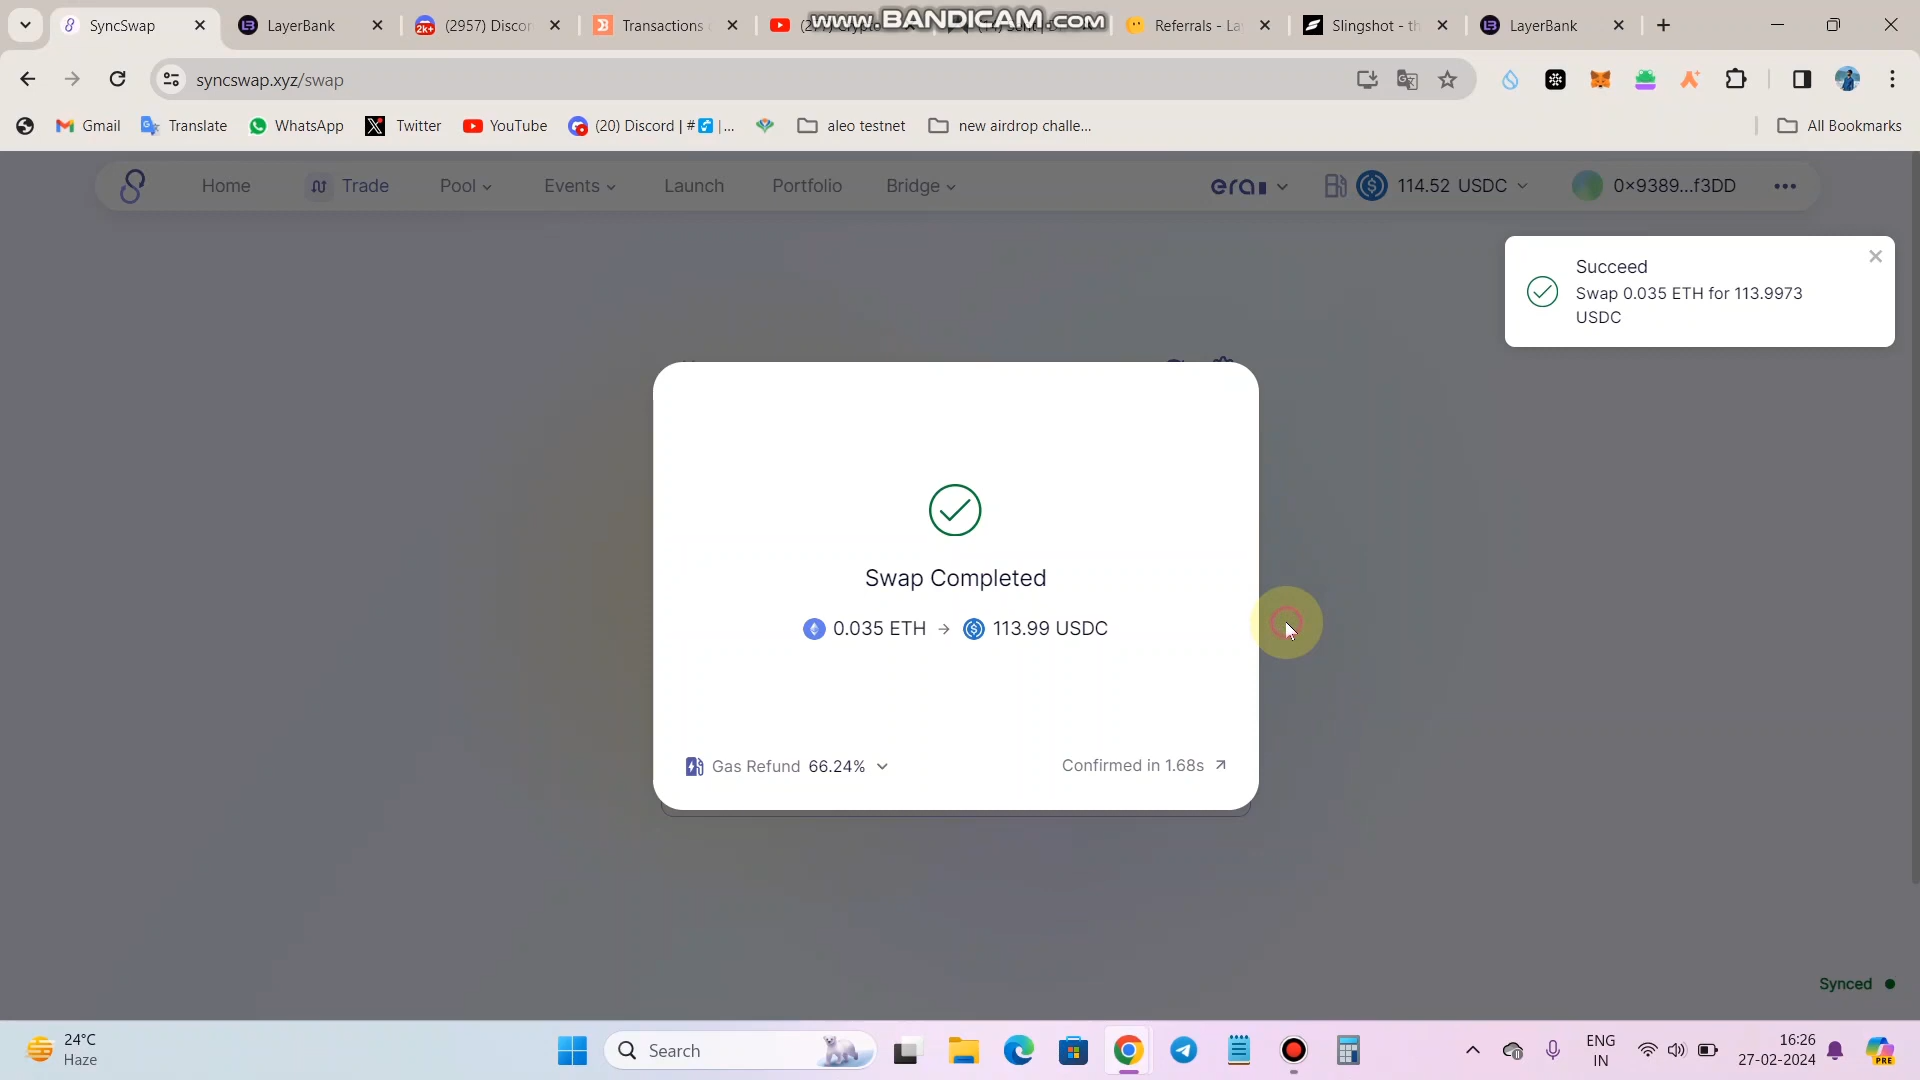 SyncSwap
LayerBank
(2957) Discor
Transactions
www.BANDICAM.com
Referrals - La
Slingshot - th
LayerBank
syncswap.xyz/swap
Gmail
Translate
WhatsApp
Twitter
YouTube
(20) Discord | # | ...
aleo testnet
new airdrop challe...
All Bookmarks
Home
Trade
Pool
Events
Launch
Portfolio
Bridge
era
114.52 USDC
0×9389...f3DD
Succeed
Swap 0.035 ETH for 113.9973
USDC
Swap Completed
0.035 ETH → 113.99 USDC
Gas Refund 66.24%
Confirmed in 1.68s
Synced
24°C
Haze
Search
ENG
IN
16:26
27-02-2024
PRE